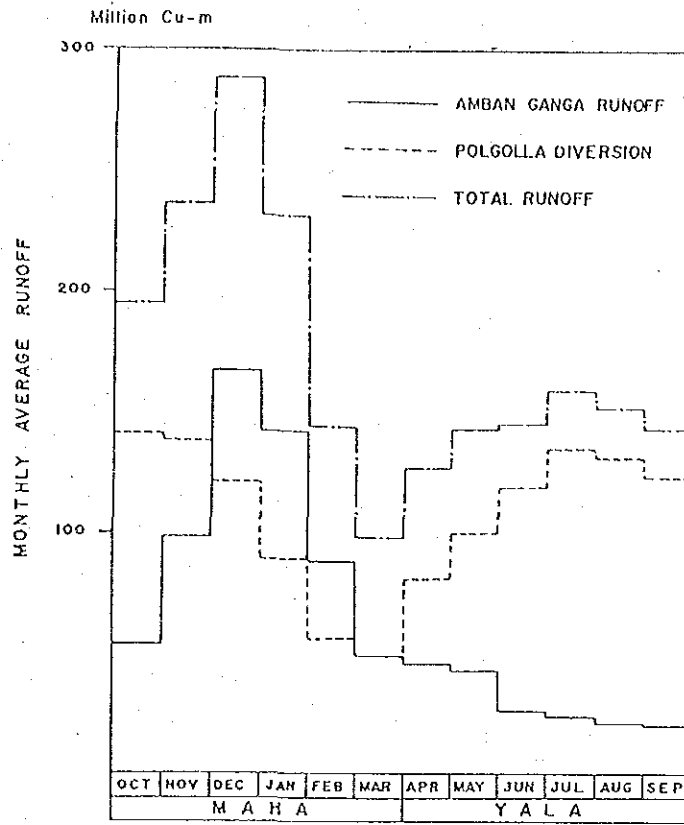 Million Cu-m
300
AMBAN GANGA RUNOFF
POLGOLLA DIVERSION
TOTAL RUNOFF
MONTHLY AVERAGE RUNOFF
200
100
OCT NOV DEC JAN FEB MAR APR MAY JUN JUL AUG SEP
MAHA YALA